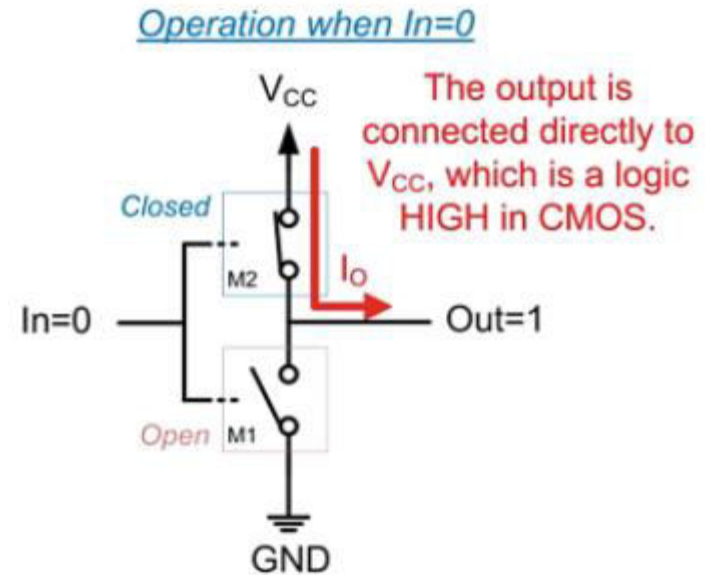 Operation when In=0
VCC
The output is
connected directly to
VCC, which is a logic
HIGH in CMOS.
Closed
M2
IO
In=0
Out=1
Open
M1
GND